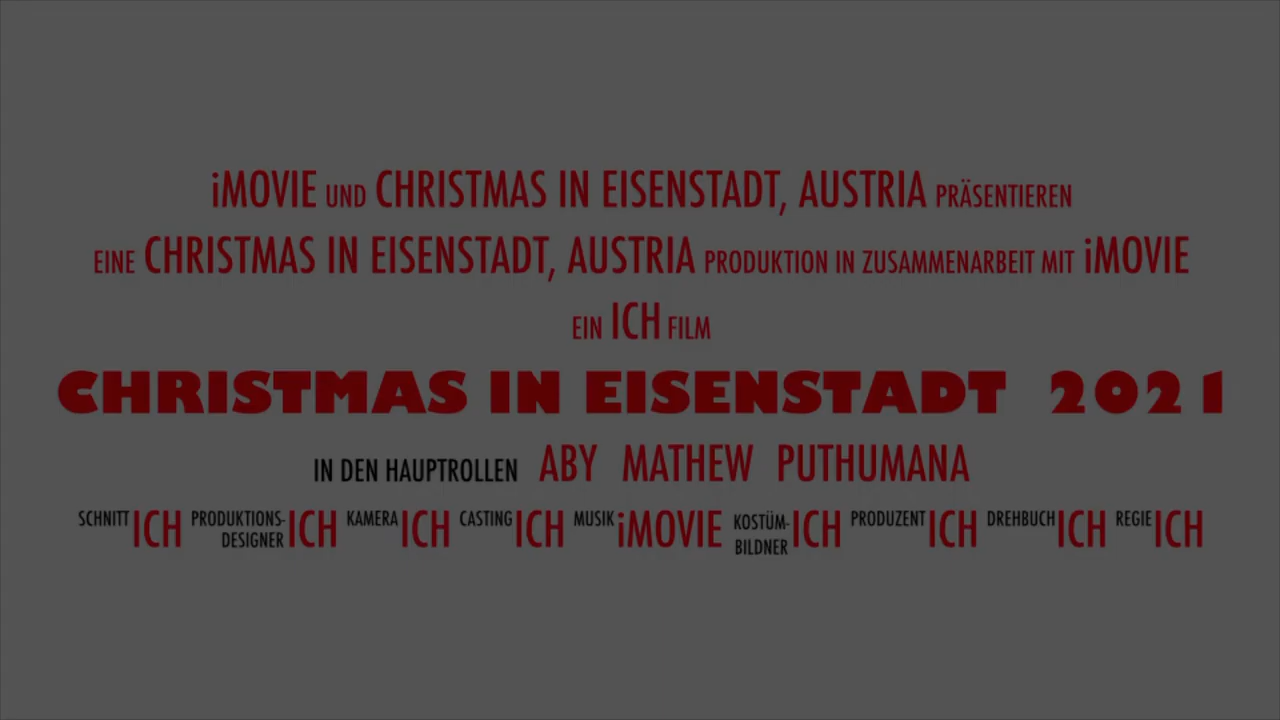 iMOVIE UND CHRISTMAS IN EISENSTADT, AUSTRIA PRÄSENTIEREN
EINE CHRISTMAS IN EISENSTADT, AUSTRIA PRODUKTION IN ZUSAMMENARBEIT MIT iMOVIE
EIN ICH FILM
CHRISTMAS IN EISENSTADT 2021
IN DEN HAUPTROLLEN ABY MATHEW PUTHUMANA
SCHNITT ICH PRODUKTIONS-DESIGNER ICH KAMERA ICH CASTING ICH MUSIK iMOVIE KOSTÜM-BILDNER ICH PRODUZENT ICH DREHBUCH ICH REGIE ICH